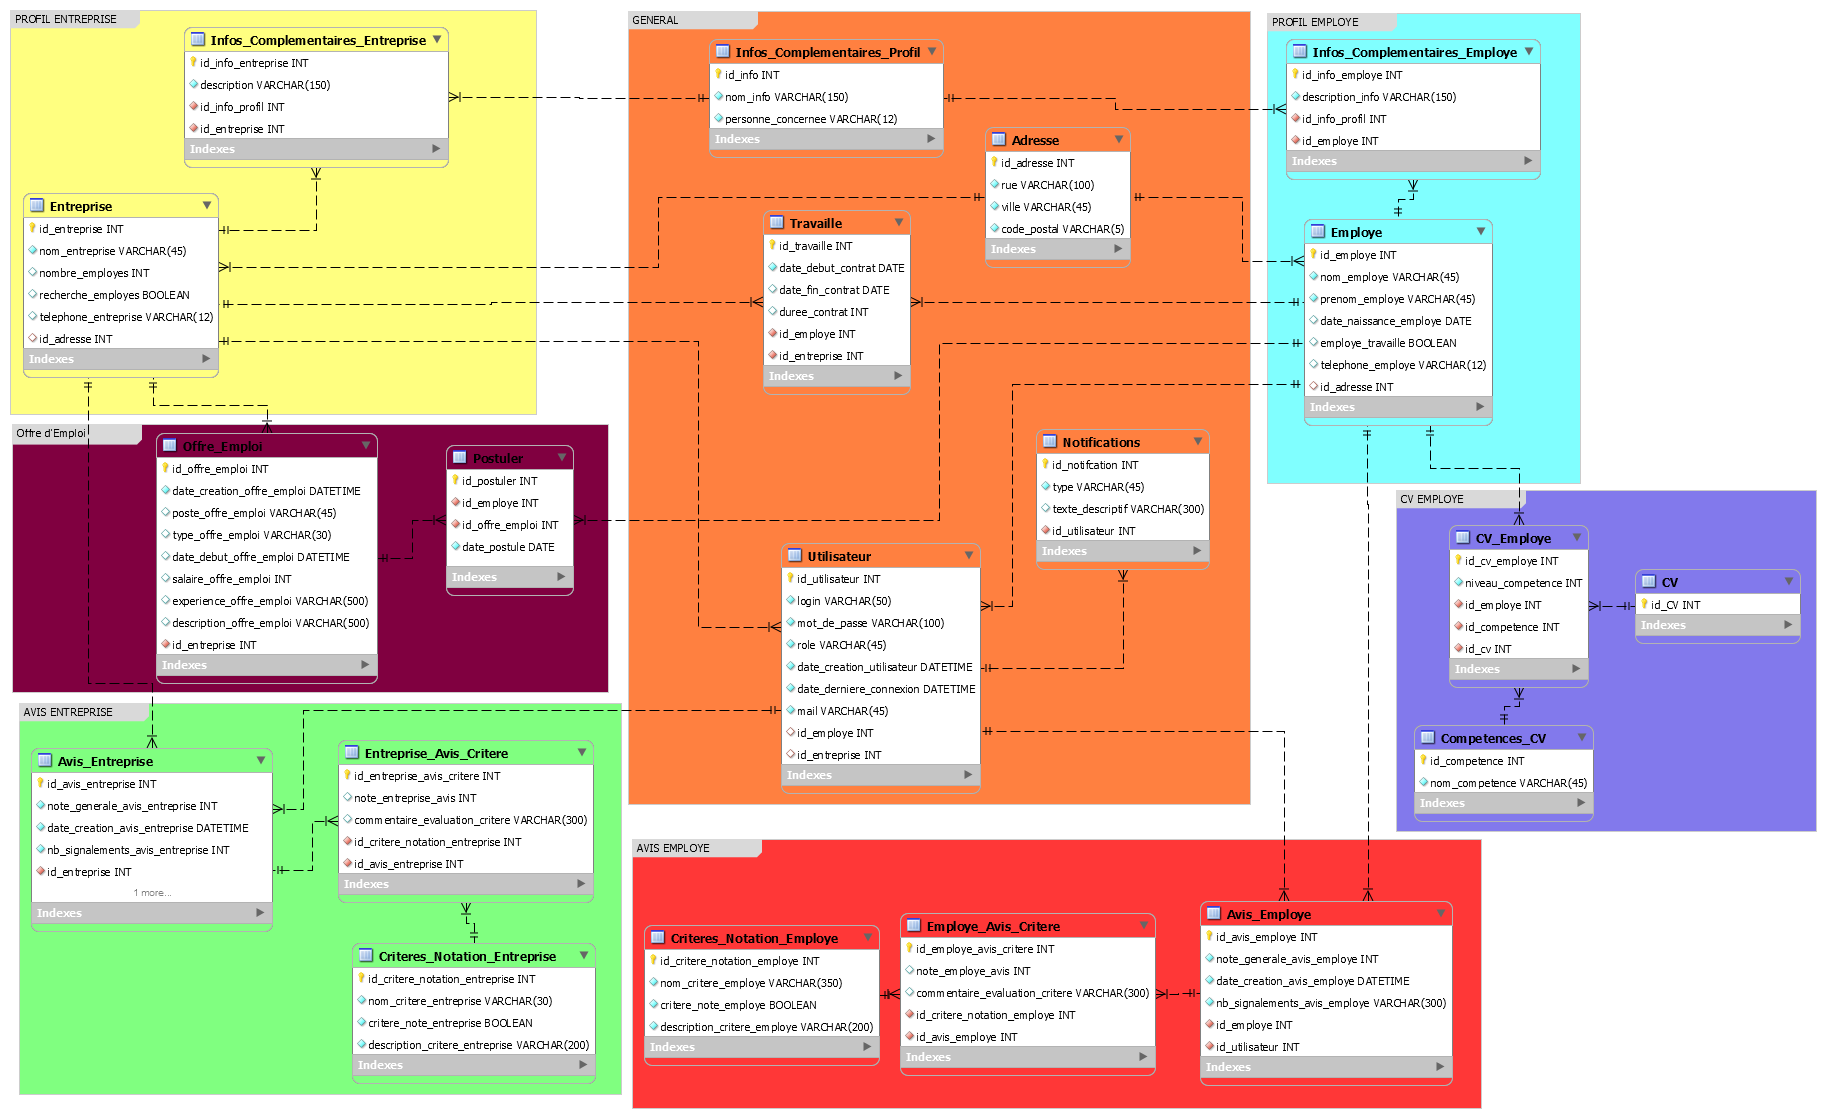 PROFIL ENTREPRISE
Infos_Complementaires_Entreprise
id_info_entreprise INT
description VARCHAR(150)
id_info_profil INT
id_entreprise INT
Indexes
Entreprise
id_entreprise INT
nom_entreprise VARCHAR(45)
nombre_employes INT
recherche_employes BOOLEAN
telephone_entreprise VARCHAR(12)
id_adresse INT
Indexes
GENERAL
Infos_Complementaires_Profil
id_info INT
nom_info VARCHAR(150)
personne_concernee VARCHAR(12)
Indexes
Adresse
id_adresse INT
rue VARCHAR(100)
ville VARCHAR(45)
code_postal VARCHAR(5)
Indexes
Travaille
id_travaille INT
date_debut_contrat DATE
date_fin_contrat DATE
duree_contrat INT
id_employe INT
id_entreprise INT
Indexes
Notifications
id_notifcation INT
type VARCHAR(45)
texte_descriptif VARCHAR(300)
id_utilisateur INT
Indexes
Utilisateur
id_utilisateur INT
login VARCHAR(50)
mot_de_passe VARCHAR(100)
role VARCHAR(45)
date_creation_utilisateur DATETIME
date_derniere_connexion DATETIME
mail VARCHAR(45)
id_employe INT
id_entreprise INT
Indexes
PROFIL EMPLOYE
Infos_Complementaires_Employe
id_info_employe INT
description_info VARCHAR(150)
id_info_profil INT
id_employe INT
Indexes
Employe
id_employe INT
nom_employe VARCHAR(45)
prenom_employe VARCHAR(45)
date_naissance_employe DATE
employe_travaille BOOLEAN
telephone_employe VARCHAR(12)
id_adresse INT
Indexes
Offre d'Emploi
Offre_Emploi
id_offre_emploi INT
date_creation_offre_emploi DATETIME
poste_offre_emploi VARCHAR(45)
type_offre_emploi VARCHAR(30)
date_debut_offre_emploi DATETIME
salaire_offre_emploi INT
experience_offre_emploi VARCHAR(500)
description_offre_emploi VARCHAR(500)
id_entreprise INT
Indexes
Postuler
id_postuler INT
id_employe INT
id_offre_emploi INT
date_postule DATE
Indexes
CV EMPLOYE
CV_Employe
id_cv_employe INT
niveau_competence INT
id_employe INT
id_competence INT
id_cv INT
Indexes
CV
id_CV INT
Indexes
Competences_CV
id_competence INT
nom_competence VARCHAR(45)
Indexes
AVIS ENTREPRISE
Avis_Entreprise
id_avis_entreprise INT
note_generale_avis_entreprise INT
date_creation_avis_entreprise DATETIME
nb_signalements_avis_entreprise INT
id_entreprise INT
1 more...
Indexes
Entreprise_Avis_Critere
id_entreprise_avis_critere INT
note_entreprise_avis INT
commentaire_evaluation_critere VARCHAR(300)
id_critere_notation_entreprise INT
id_avis_entreprise INT
Indexes
Criteres_Notation_Entreprise
id_critere_notation_entreprise INT
nom_critere_entreprise VARCHAR(30)
critere_note_entreprise BOOLEAN
description_critere_entreprise VARCHAR(200)
Indexes
AVIS EMPLOYE
Criteres_Notation_Employe
id_critere_notation_employe INT
nom_critere_employe VARCHAR(350)
critere_note_employe BOOLEAN
description_critere_employe VARCHAR(200)
Indexes
Employe_Avis_Critere
id_employe_avis_critere INT
note_employe_avis INT
commentaire_evaluation_critere VARCHAR(300)
id_critere_notation_employe INT
id_avis_employe INT
Indexes
Avis_Employe
id_avis_employe INT
note_generale_avis_employe INT
date_creation_avis_employe DATETIME
nb_signalements_avis_employe VARCHAR(300)
id_employe INT
id_utilisateur INT
Indexes